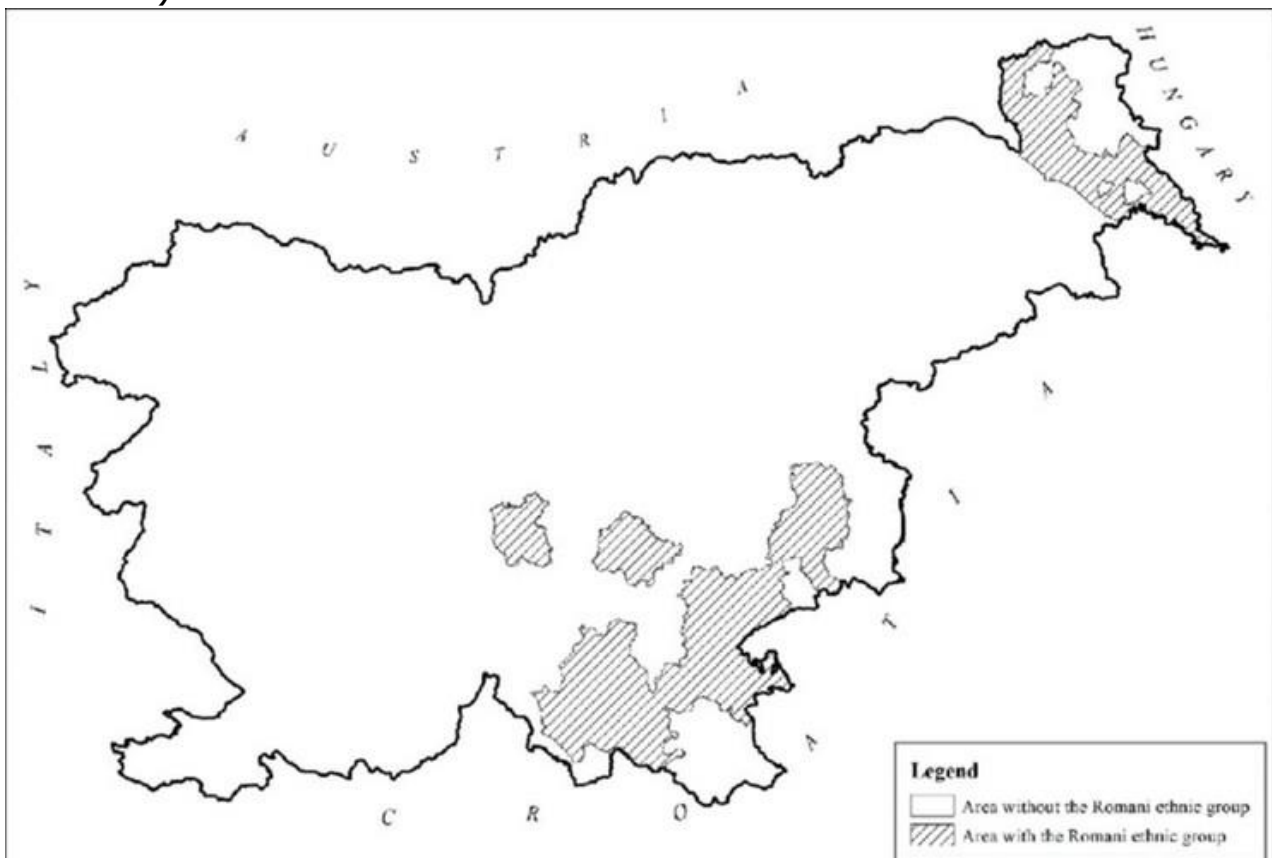 AUSTRIA
HUNGARY
ITALY
CROATIA
Legend
Area without the Romani ethnic group
Area with the Romani ethnic group